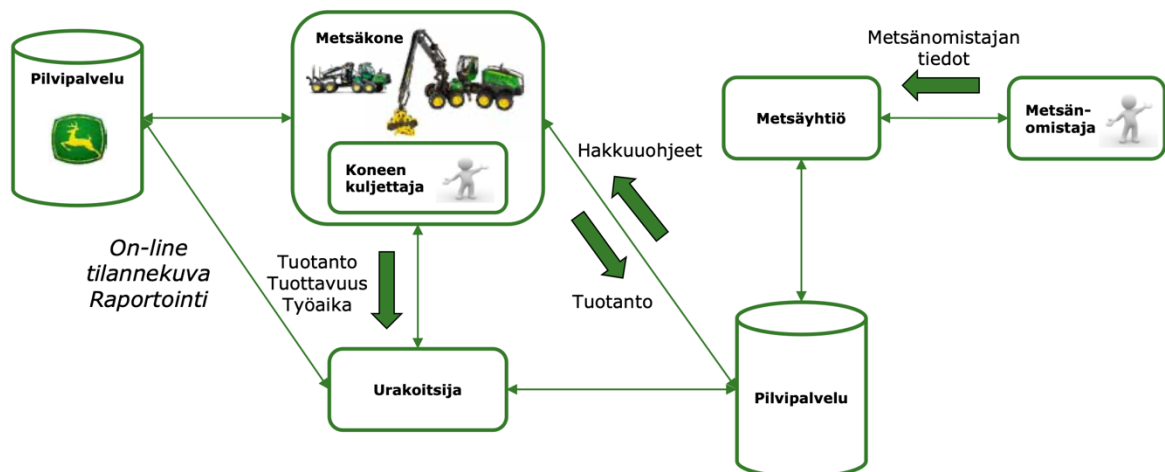 Pilvipalvelu
Metsäkone
Koneen
kuljettaja
On-line
tilannekuva
Raportointi
Tuotanto
Tuottavuus
Työaika
Urakoitsija
Hakkuuohjeet
Tuotanto
Metsäyhtiö
Metsänomistajan
tiedot
Metsän-
omistaja
Pilvipalvelu